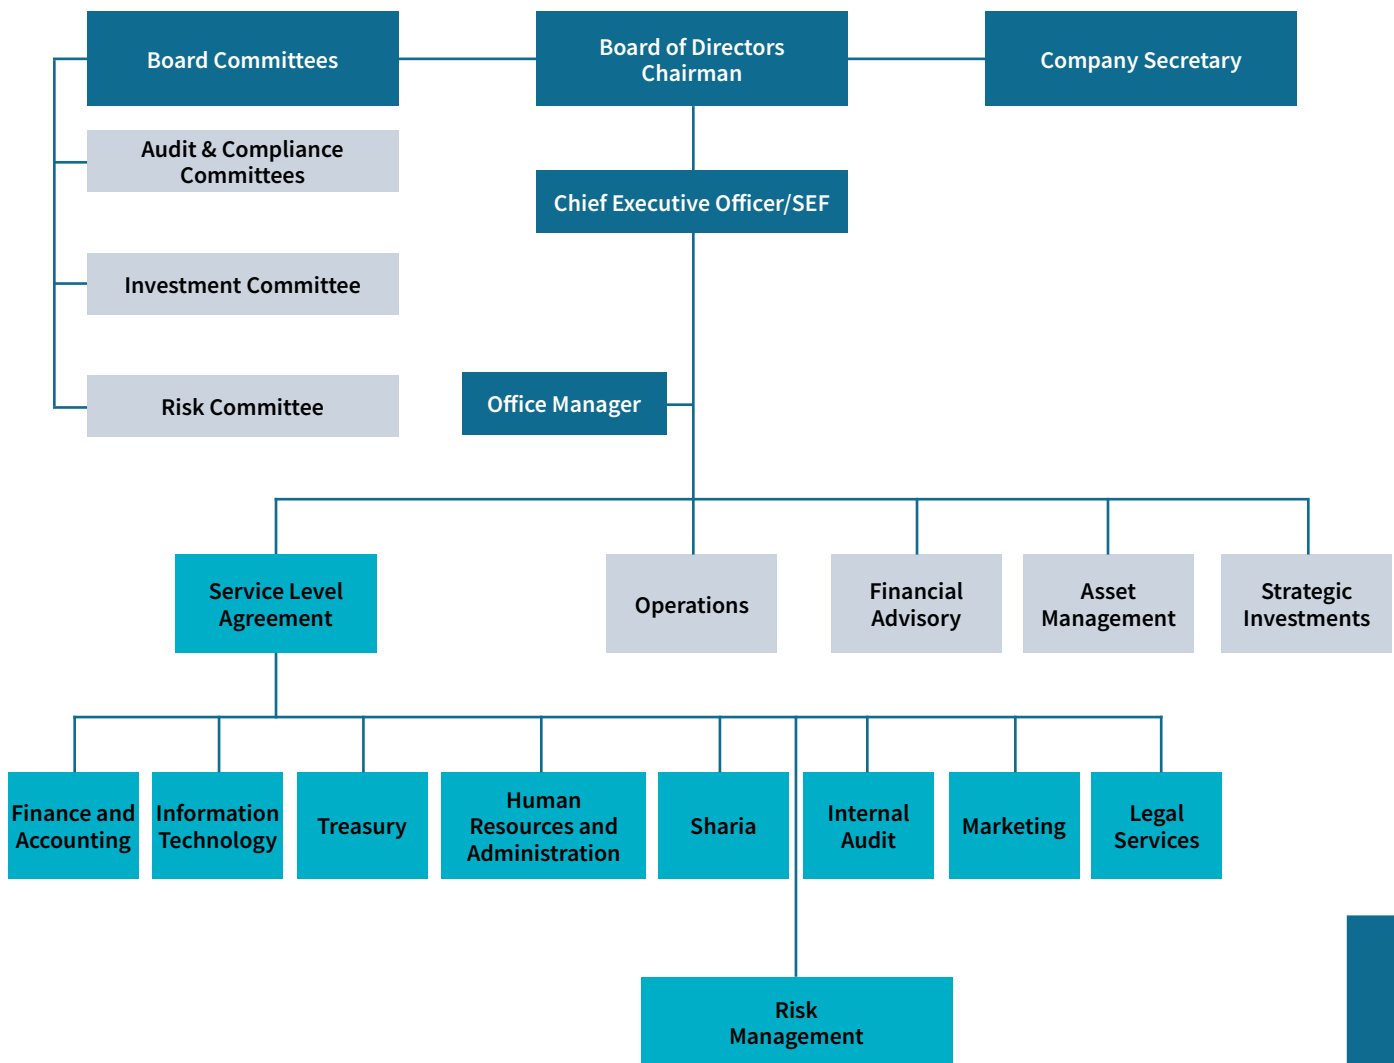 Board Committees
Board of Directors
Chairman
Company Secretary
Audit & Compliance
Committees
Chief Executive Officer/SEF
Investment Committee
Risk Committee
Office Manager
Service Level
Agreement
Operations
Financial
Advisory
Asset
Management
Strategic
Investments
Finance and
Accounting
Information
Technology
Treasury
Human
Resources and
Administration
Sharia
Internal
Audit
Marketing
Legal
Services
Risk
Management